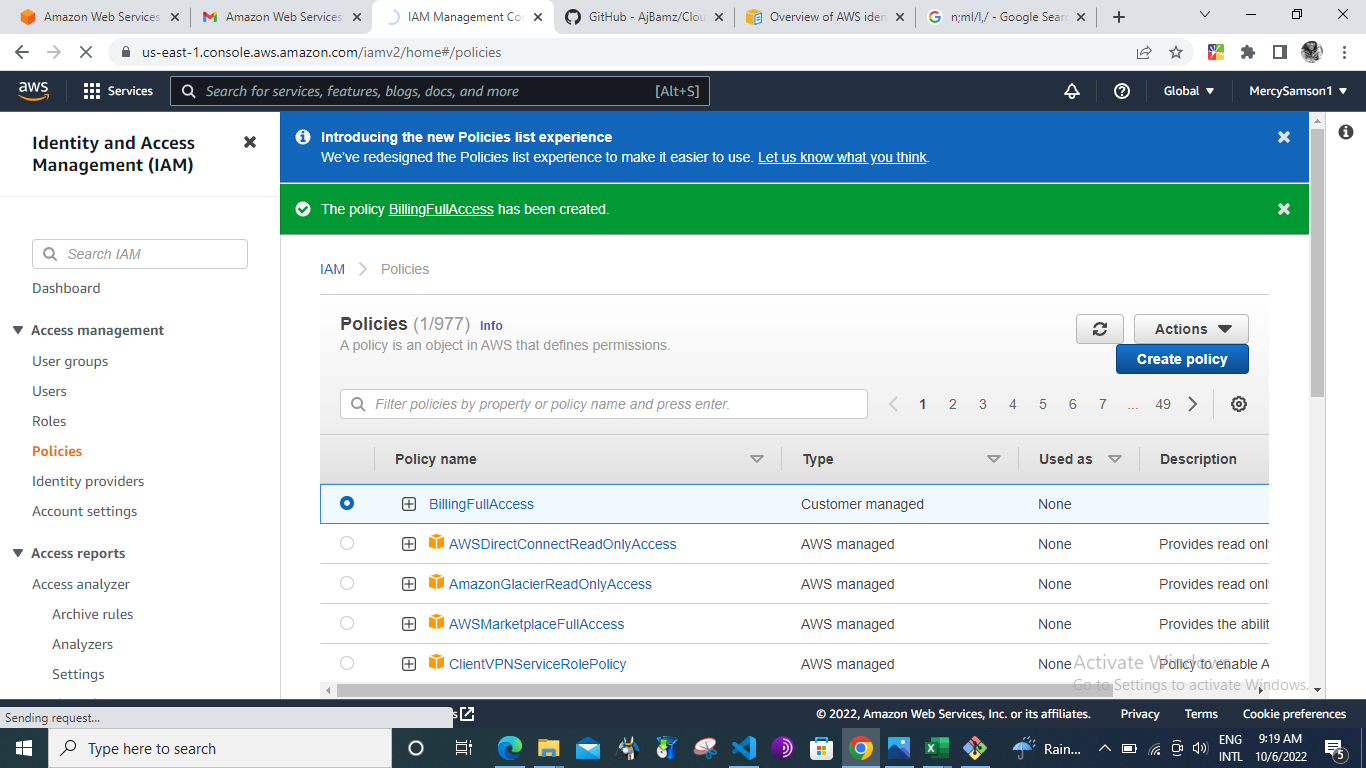 Amazon Web Services
Amazon Web Services
IAM Management Co
GitHub - AjBamz/Clou
Overview of AWS iden
n;ml/l,/ - Google Sear
us-east-1.console.aws.amazon.com/iamv2/home#/policies
aws
Services
Search for services, features, blogs, docs, and more
[Alt+S]
Global
MercySamson1
Identity and Access
Management (IAM)
Search IAM
Dashboard
Access management
User groups
Users
Roles
Policies
Identity providers
Account settings
Access reports
Access analyzer
Archive rules
Analyzers
Settings
Introducing the new Policies list experience
We've redesigned the Policies list experience to make it easier to use. Let us know what you think.
The policy BillingFullAccess has been created.
IAM
Policies
Policies (1/977) Info
A policy is an object in AWS that defines permissions.
Actions
Create policy
Filter policies by property or policy name and press enter.
1 2 3 4 5 6 7 ... 49
Policy name Type Used as Description
BillingFullAccess Customer managed None
AWSDirectConnectReadOnlyAccess AWS managed None Provides read onl
AmazonGlacierReadOnlyAccess AWS managed None Provides read onl
AWSMarketplaceFullAccess AWS managed None Provides the abilit
ClientVPNServiceRolePolicy AWS managed None Policy to enable A
Activate Windows
Go to Settings to activate Windows.
Sending request...
s
© 2022, Amazon Web Services, Inc. or its affiliates.
Privacy
Terms
Cookie preferences
Type here to search
Rain...
ENG
INTL
9:19 AM
10/6/2022
5